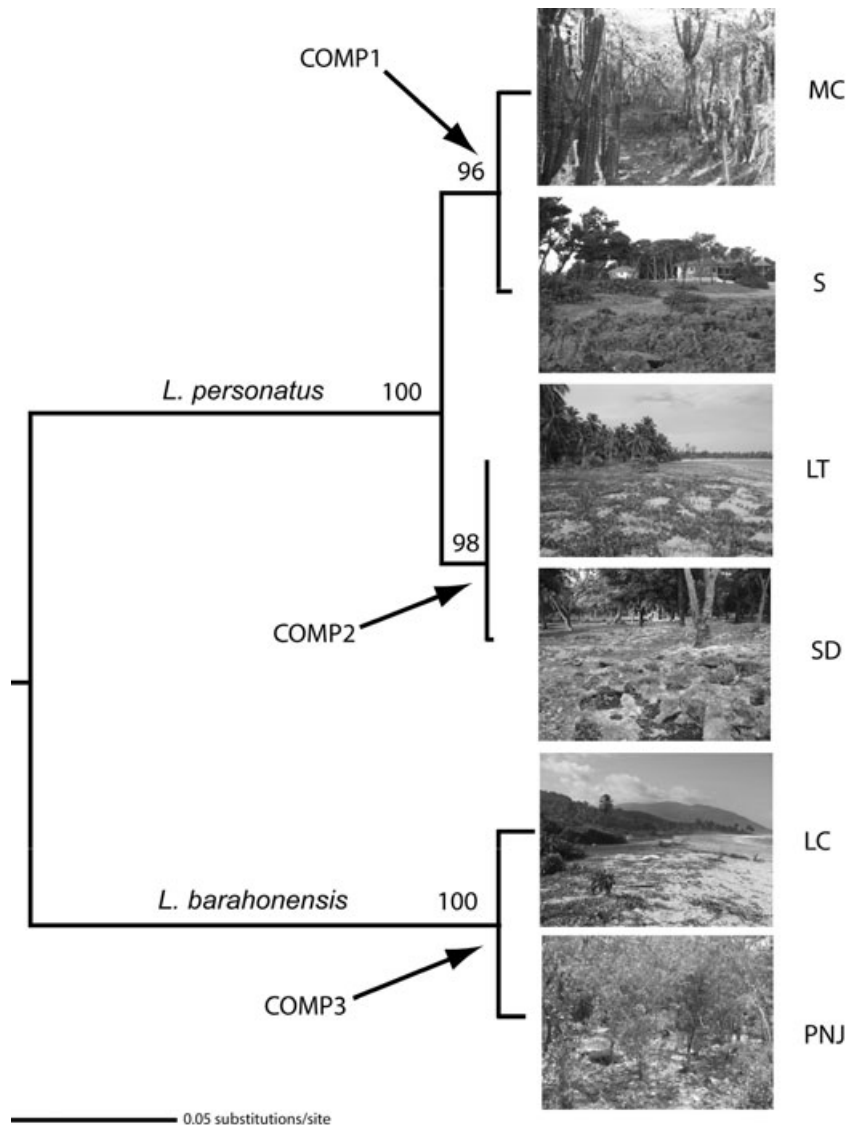 COMP1
MC
96
S
L. personatus
100
LT
98
COMP2
SD
LC
L. barahonensis
100
COMP3
PNJ
0.05 substitutions/site